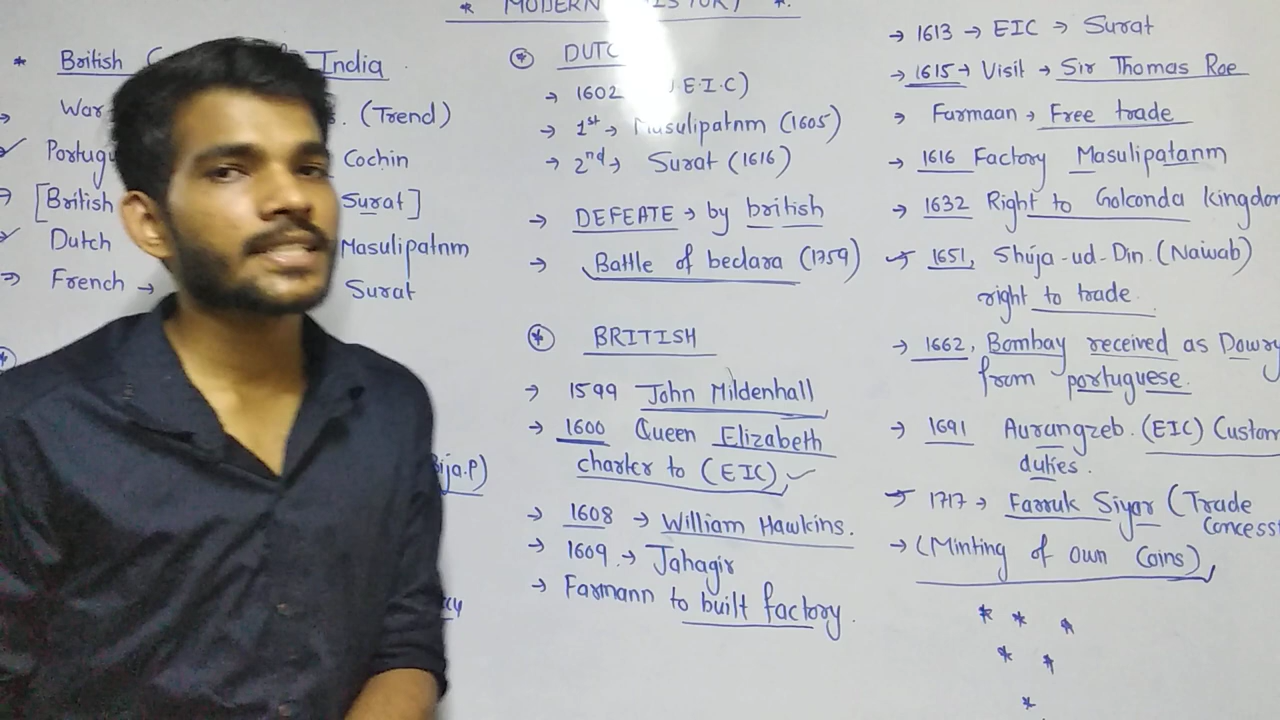 * MODERN HISTORY *
* British India
War (Trend)
Portugu Cochin
[British Surat]
Dutch Masulipatnm
French → Surat
Bija.P)
DUTC
→ 1602 E.I.C)
→ 1st → Masulipatnm (1605)
→ 2nd → Surat (1616)
→ DEFEATE → by british
→ Battle of bedara (1759)
* BRITISH
→ 1599 John Mildenhall
→ 1600 Queen Elizabeth
charter to (EIC) ✓
→ 1608 → William Hawkins.
→ 1609 → Jahagir
→ Farmann to built factory.
→ 1613 → EIC → Surat
→ 1615 → Visit → Sir Thomas Roe
→ Farmaan → Free trade
→ 1616 Factory Masulipatanm
→ 1632 Right to Golconda kingdom
→ 1651, Shuja-ud-Din (Naiwab)
right to trade.
→ 1662, Bombay received as Dowry
from portuguese.
→ 1691 Aurangzeb. (EIC) Custom
duties.
→ 1717 → Farruk Siyar (Trade
Concess
→ (Minting of own Coins),
* * *
* *
*